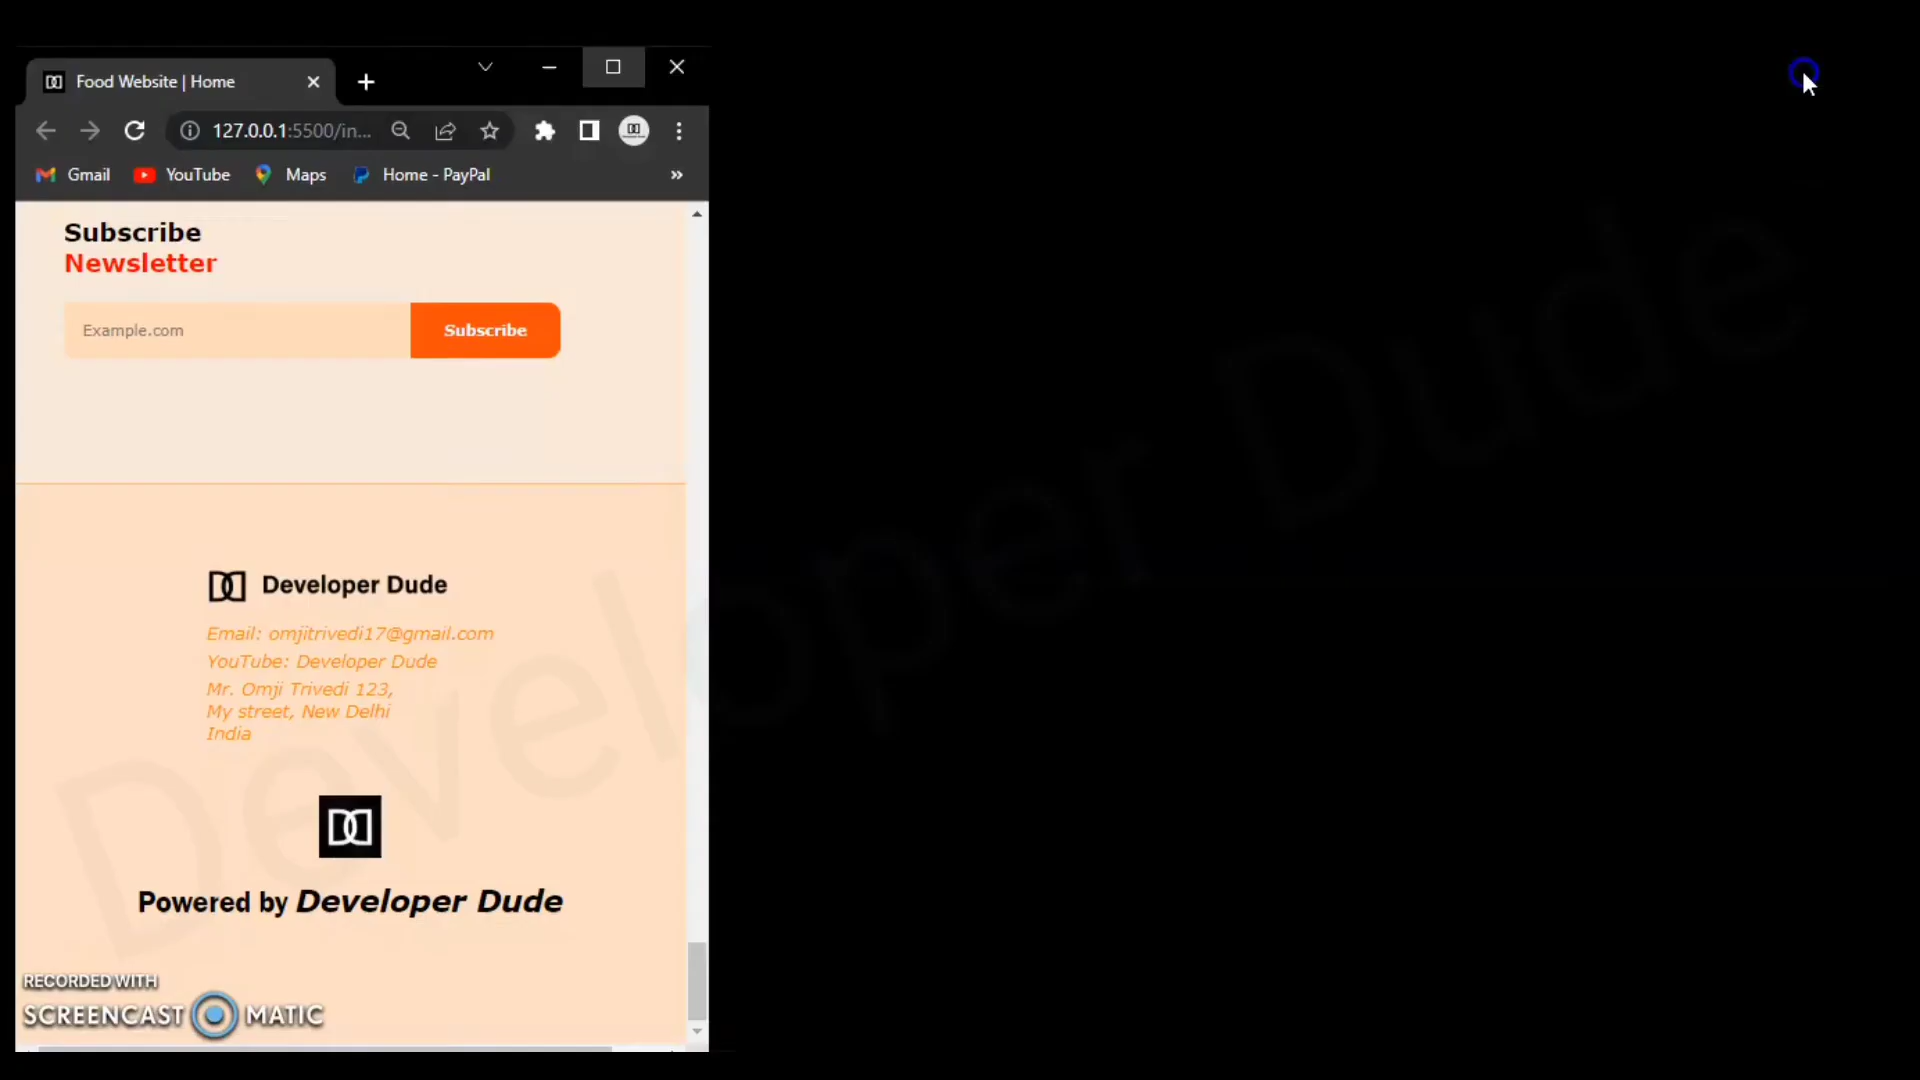 Food Website | Home
127.0.0.1:5500/in...
Gmail YouTube Maps Home - PayPal »
Subscribe
Newsletter
Example.com Subscribe
Developer Dude
Email: omjitrivedi17@gmail.com
YouTube: Developer Dude
Mr. Omji Trivedi 123,
My street, New Delhi
India
Powered by Developer Dude
RECORDED WITH
SCREENCAST MATIC
Developer Dude